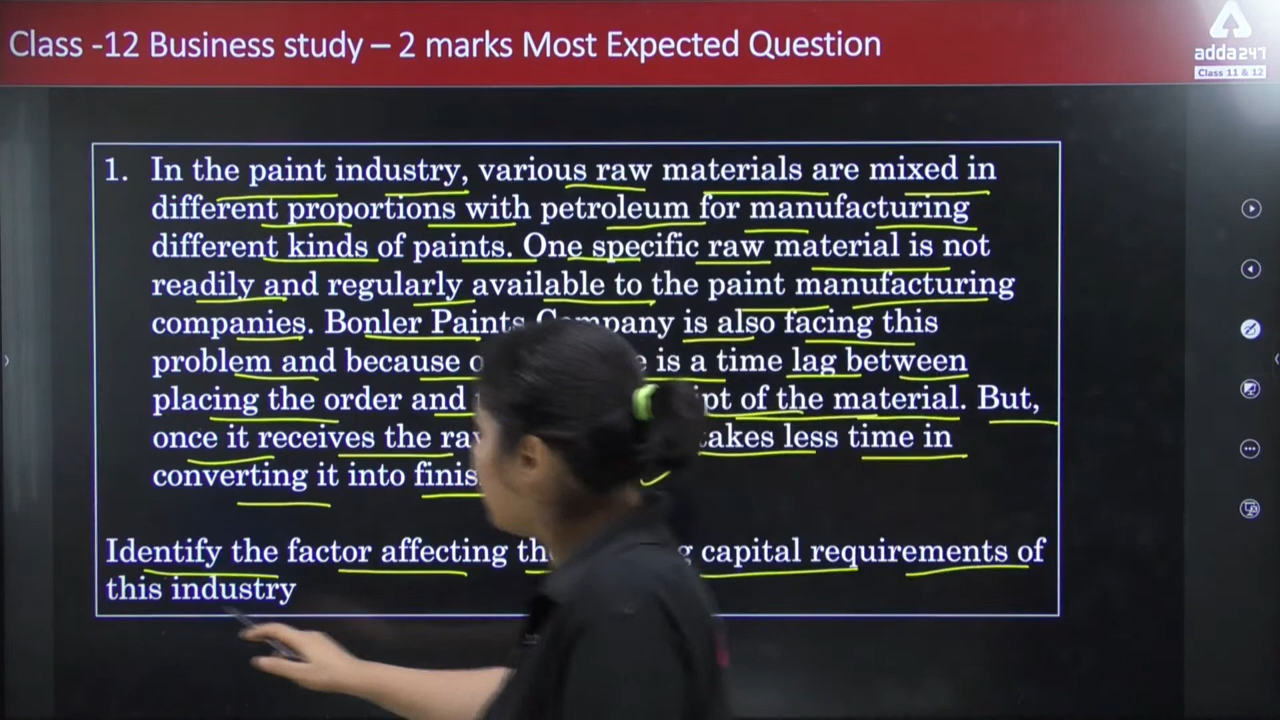 Class -12 Business study – 2 marks Most Expected Question
adda247
Class 11 & 12
1. In the paint industry, various raw materials are mixed in
different proportions with petroleum for manufacturing
different kinds of paints. One specific raw material is not
readily and regularly available to the paint manufacturing
companies. Bonler Paints Company is also facing this
problem and because is a time lag between
placing the order and of the material. But,
once it receives the less time in
converting it into
Identify the factor affecting capital requirements of
this industry